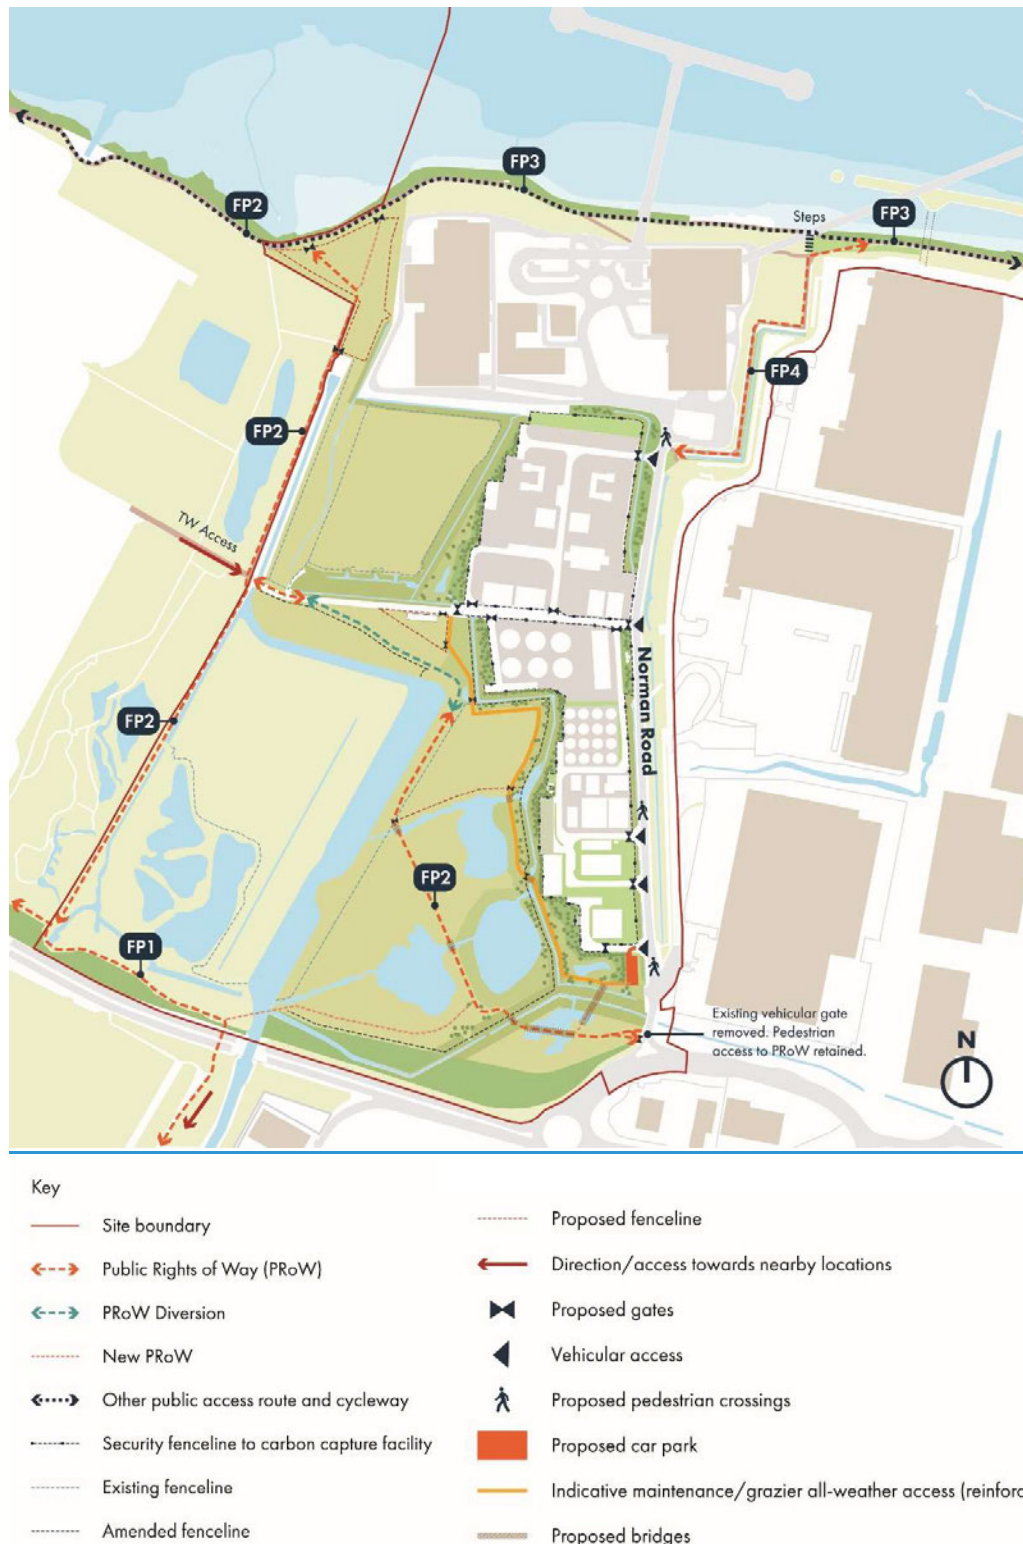 FP3
FP2
Steps
FP3
FP4
FP2
TW Access
Norman Road
FP2
FP2
FP1
Existing vehicular gate
removed. Pedestrian
access to PRoW retained.
N
Key
Site boundary
Public Rights of Way (PRoW)
PRoW Diversion
New PRoW
Other public access route and cycleway
Security fenceline to carbon capture facility
Existing fenceline
Amended fenceline
Proposed fenceline
Direction/access towards nearby locations
Proposed gates
Vehicular access
Proposed pedestrian crossings
Proposed car park
Indicative maintenance/grazier all-weather access (reinforc
Proposed bridges